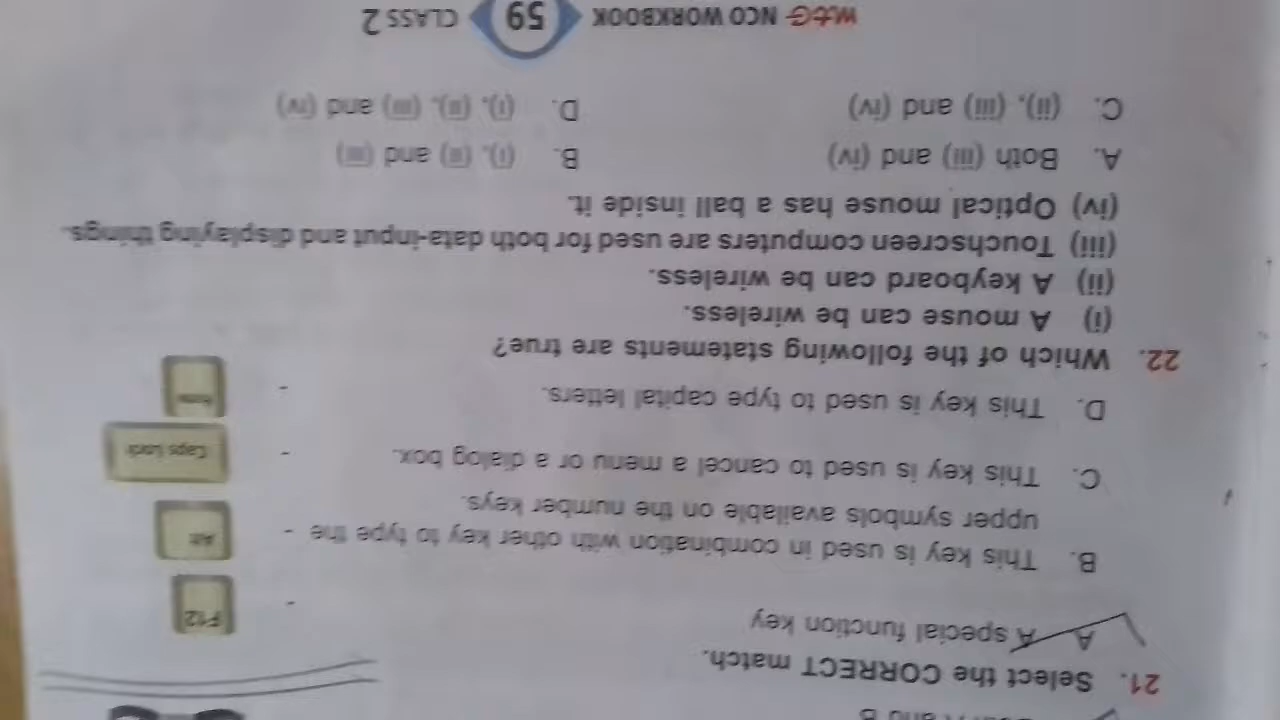 21. Select the CORRECT match.
A. A special function key - F12
B. This key is used in combination with other key to type the - Alt
upper symbols available on the number keys.
C. This key is used to cancel a menu or a dialog box. - Caps Lock
D. This key is used to type capital letters. -
22. Which of the following statements are true?
(i) A mouse can be wireless.
(ii) A keyboard can be wireless.
(iii) Touchscreen computers are used for both data-input and displaying things.
(iv) Optical mouse has a ball inside it.
A. Both (iii) and (iv) B. (i), (ii) and (iii)
C. (ii), (iii) and (iv) D. (i), (ii), (iii) and (iv)
MtG NCO WORKBOOK 59 CLASS 2